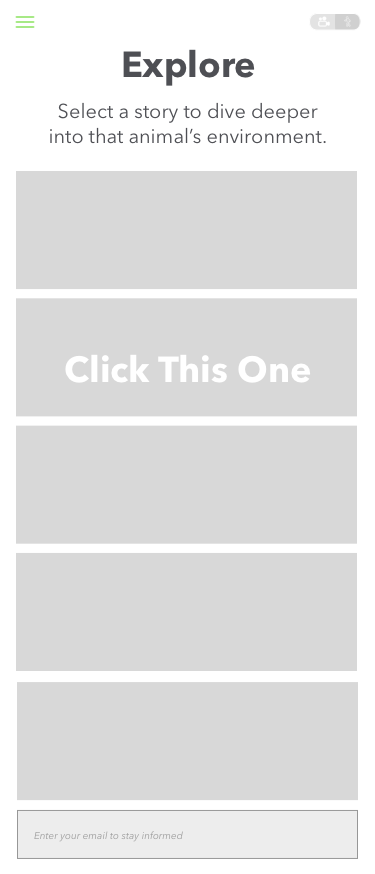 Explore
Select a story to dive deeper
into that animal’s environment.
Click This One
Enter your email to stay informed